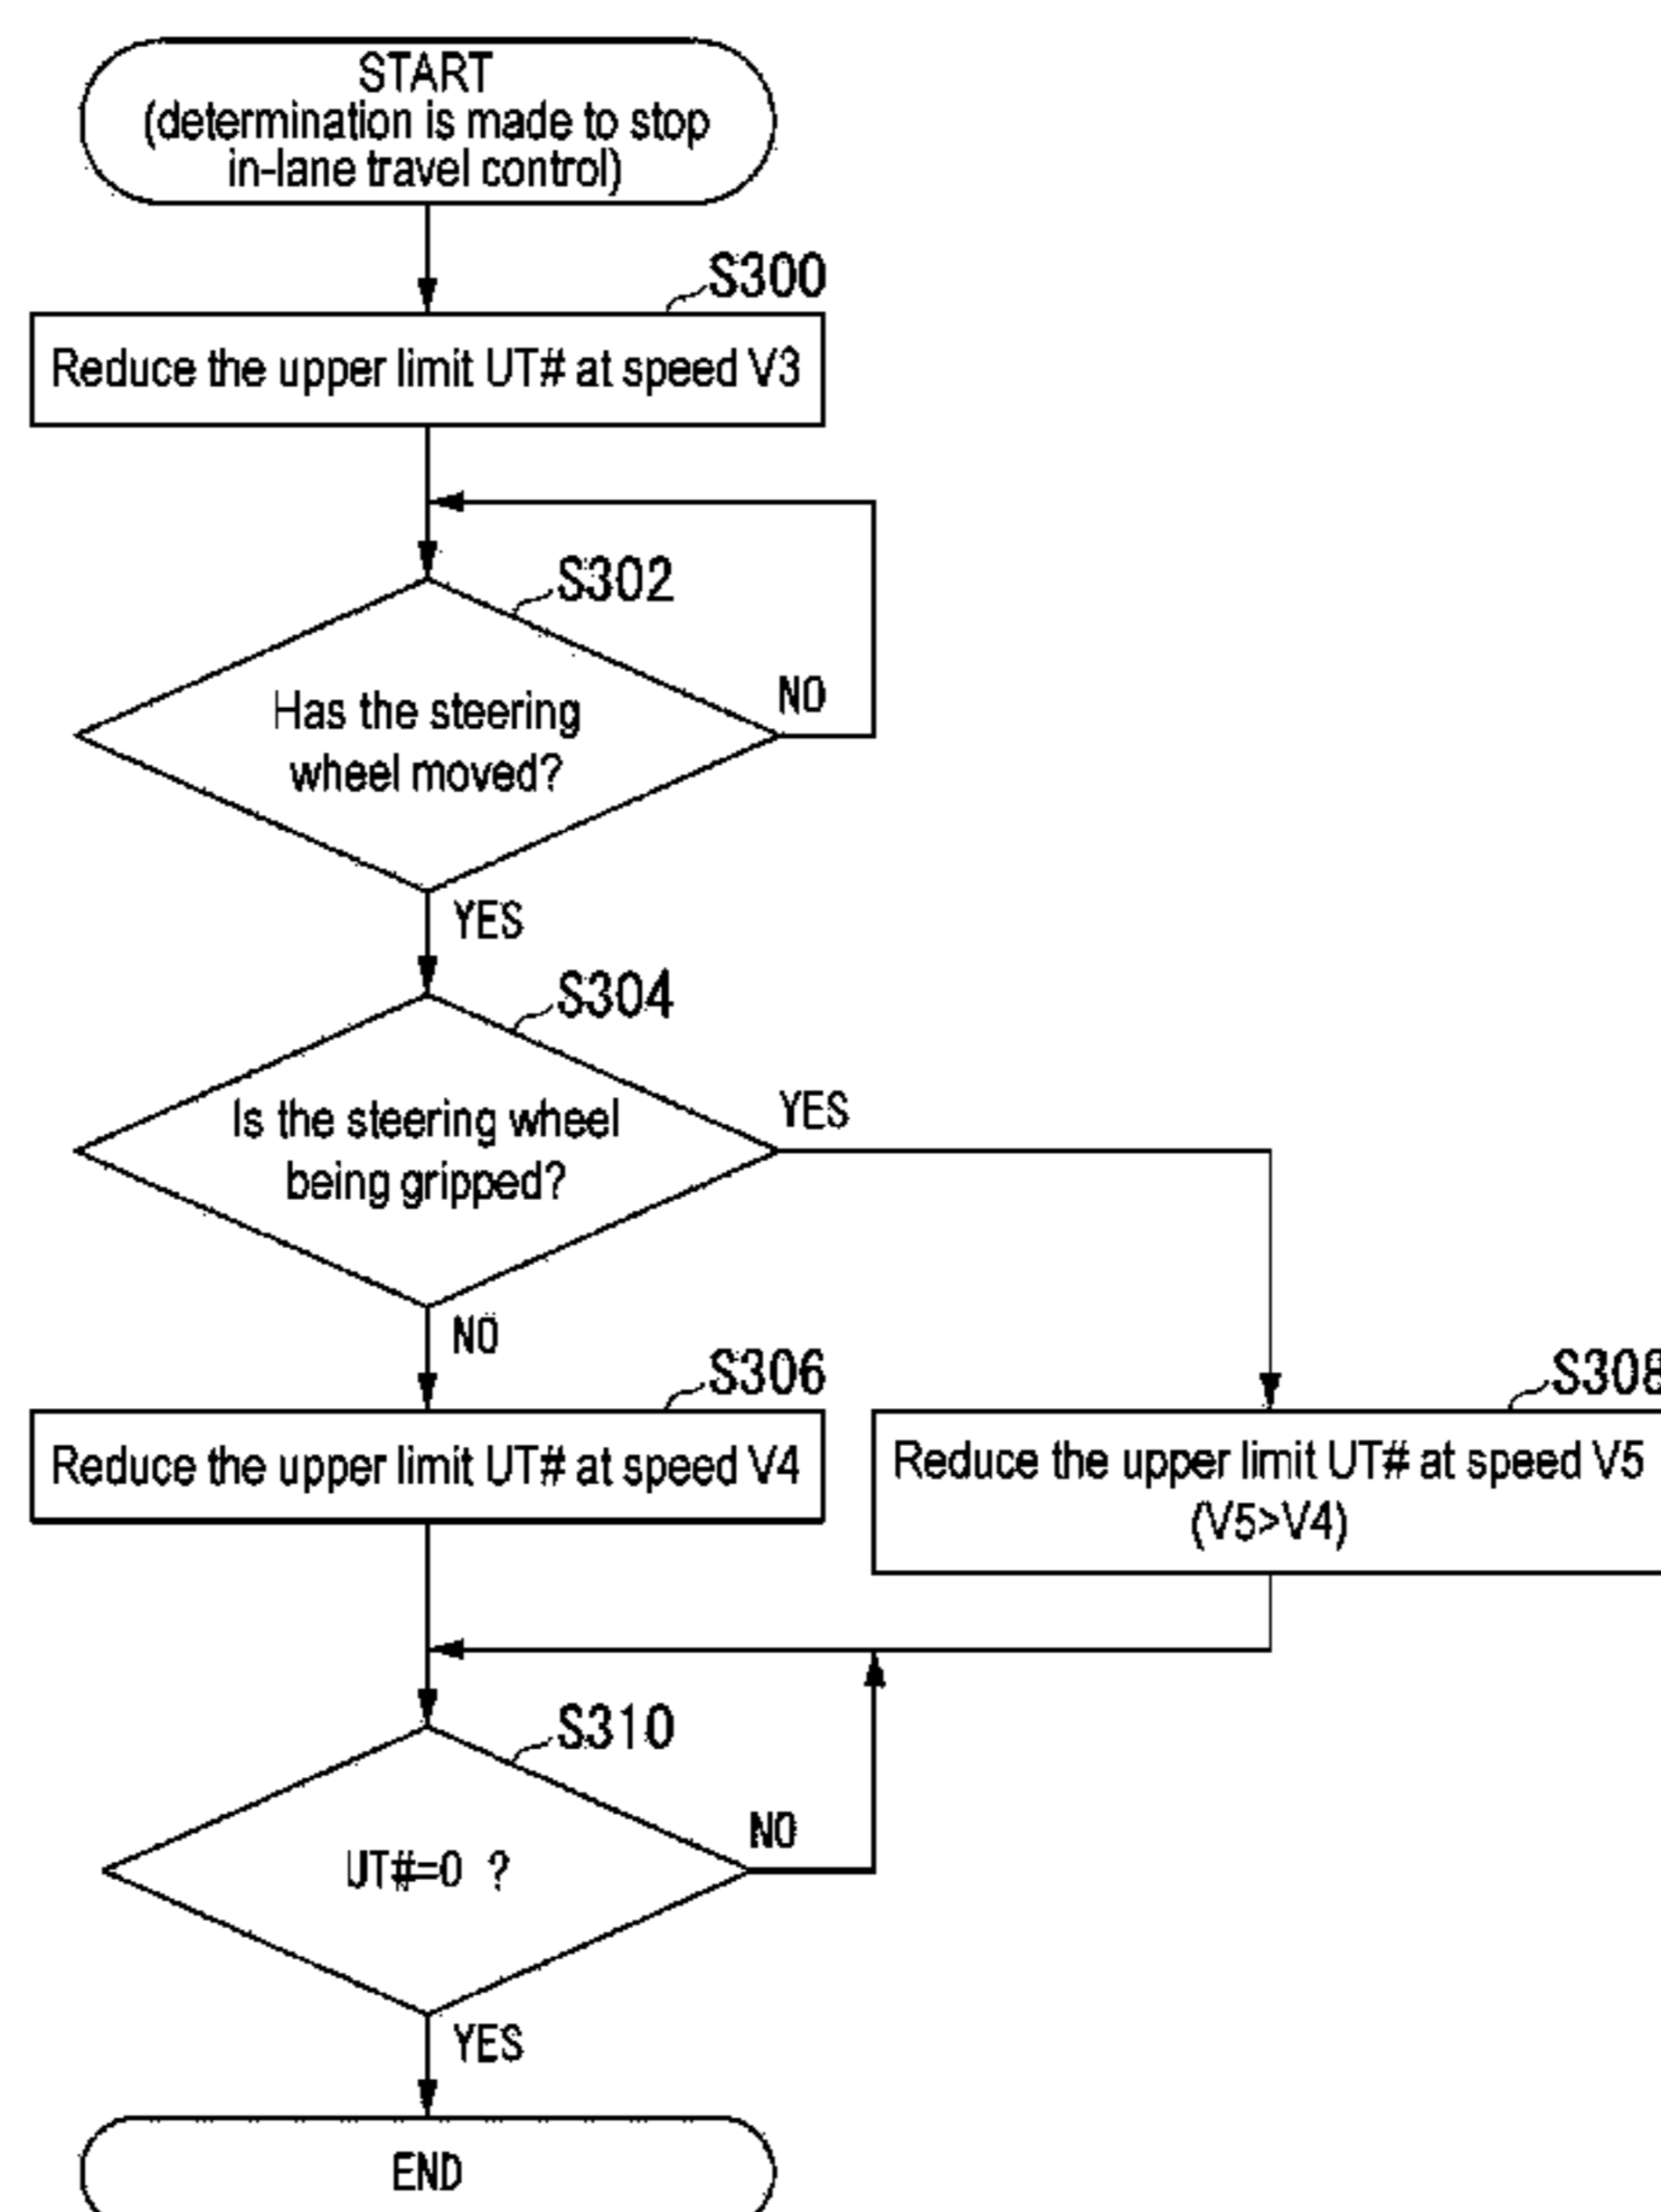 START
(determination is made to stop
in-lane travel control)
S300
Reduce the upper limit UT# at speed V3
S302
Has the steering
wheel moved?
NO
YES
S304
Is the steering wheel
being gripped?
YES
NO
S306
Reduce the upper limit UT# at speed V4
S308
Reduce the upper limit UT# at speed V5
(V5>V4)
S310
UT#=0 ?
NO
YES
END